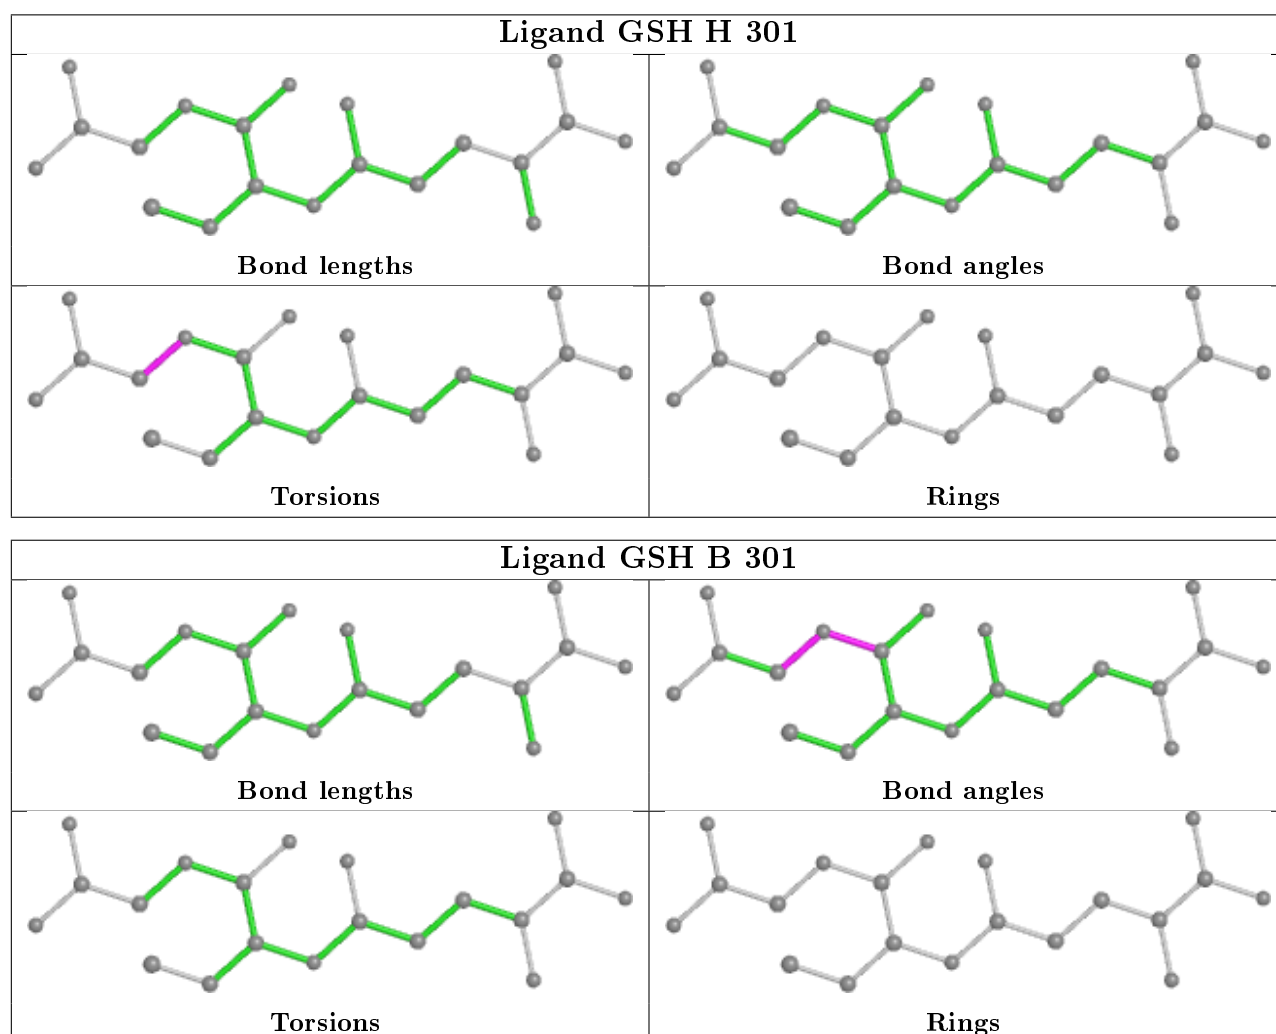 Ligand GSH H 301
Bond lengths
Bond angles
Torsions
Rings
Ligand GSH B 301
Bond lengths
Bond angles
Torsions
Rings